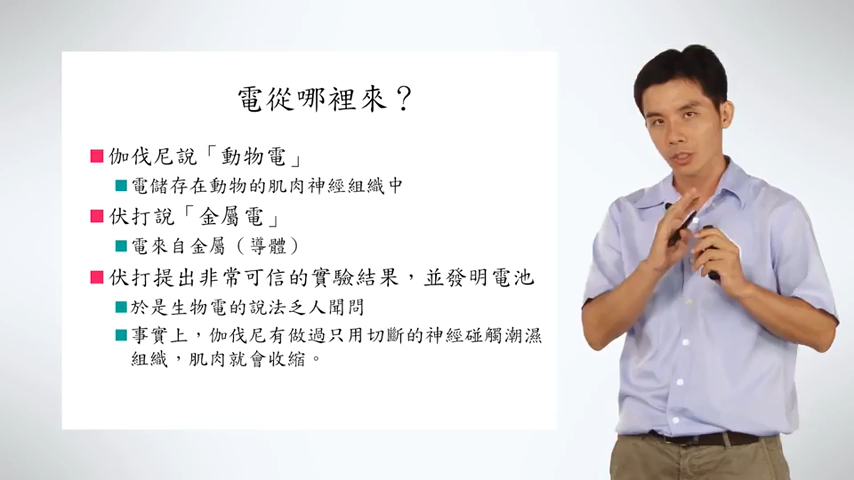 電從哪裡來？
伽伐尼說「動物電」
電儲存在動物的肌肉神經組織中
伏打說「金屬電」
電來自金屬（導體）
伏打提出非常可信的實驗結果，並發明電池
於是生物電的說法乏人聞問
事實上，伽伐尼有做過只用切斷的神經碰觸潮濕
組織，肌肉就會收縮。